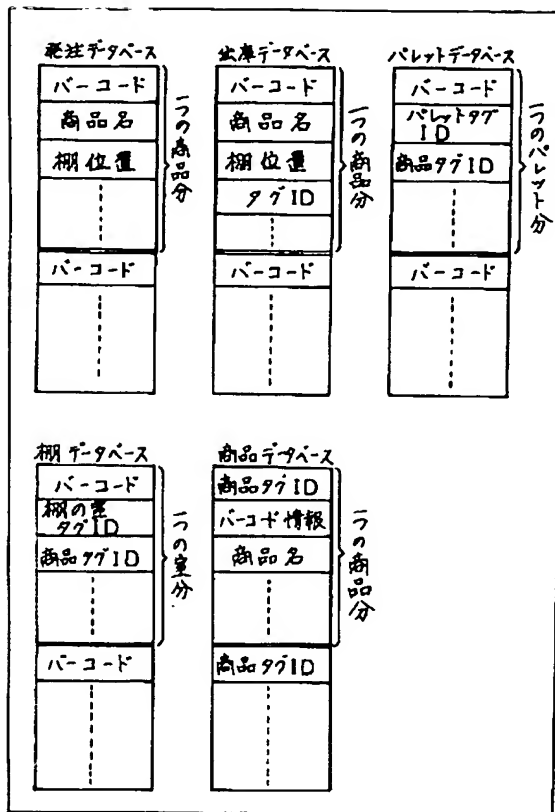 発注データベース
バーコード
商品名
棚位置
一つの商品分
バーコード
出庫データベース
バーコード
商品名
棚位置
タグID
一つの商品分
バーコード
パレットデータベース
バーコード
パレットタグ
ID
商品タグID
一つのパレット分
バーコード
棚データベース
バーコード
棚の室
タグID
商品タグID
一つの室分
バーコード
商品データベース
商品タグID
バーコード情報
商品名
一つの商品分
商品タグID